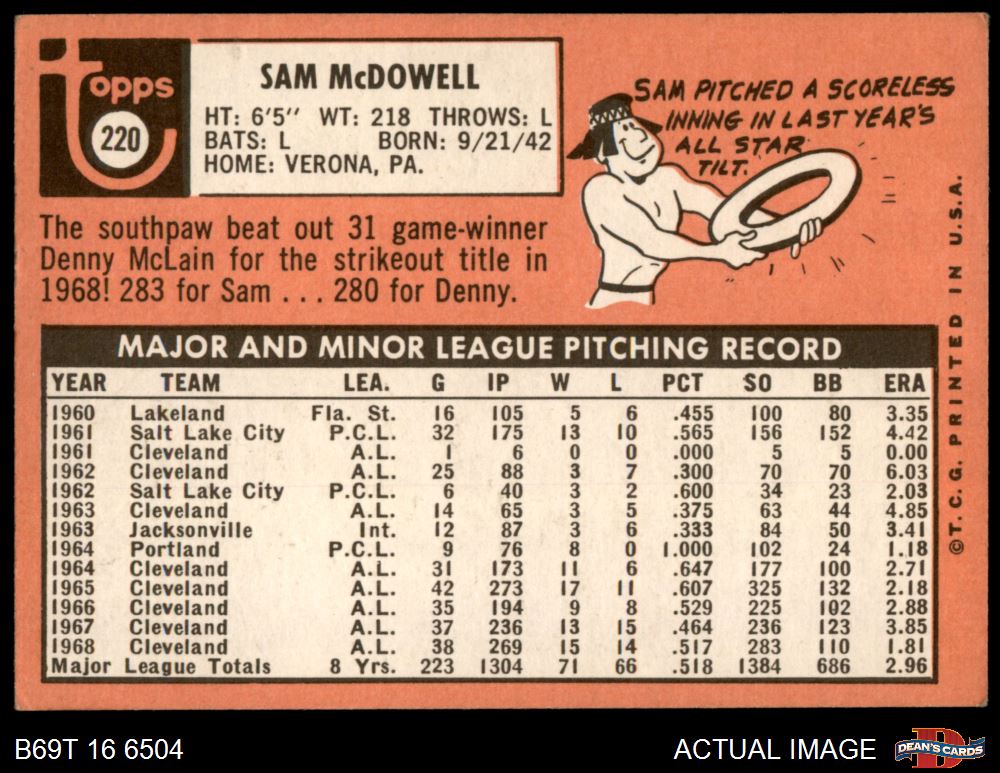 Topps
220
SAM McDOWELL
HT: 6'5" WT: 218 THROWS: L
BATS: L BORN: 9/21/42
HOME: VERONA, PA.
SAM PITCHED A SCORELESS
INNING IN LAST YEAR'S
ALL STAR
TILT.
The southpaw beat out 31 game-winner
Denny McLain for the strikeout title in
1968! 283 for Sam . . . 280 for Denny.
MAJOR AND MINOR LEAGUE PITCHING RECORD
YEAR TEAM LEA. G IP W L PCT SO BB ERA
1960 Lakeland Fla. St. 16 105 5 6 .455 100 80 3.35
1961 Salt Lake City P.C.L. 32 175 13 10 .565 156 152 4.42
1961 Cleveland A.L. 1 6 0 0 .000 5 5 0.00
1962 Cleveland A.L. 25 88 3 7 .300 70 70 6.03
1962 Salt Lake City P.C.L. 6 40 3 2 .600 34 23 2.03
1963 Cleveland A.L. 14 65 3 5 .375 63 44 4.85
1963 Jacksonville Int. 12 87 3 6 .333 84 50 3.41
1964 Portland P.C.L. 9 76 8 0 1.000 102 24 1.18
1964 Cleveland A.L. 31 173 11 6 .647 177 100 2.71
1965 Cleveland A.L. 42 273 17 11 .607 325 132 2.18
1966 Cleveland A.L. 35 194 9 8 .529 225 102 2.88
1967 Cleveland A.L. 37 236 13 15 .464 236 123 3.85
1968 Cleveland A.L. 38 269 15 14 .517 283 110 1.81
Major League Totals 8 Yrs. 223 1304 71 66 .518 1384 686 2.96
©T.C.G. PRINTED IN U.S.A.
B69T 16 6504
ACTUAL IMAGE
D
DEAN'S CARDS